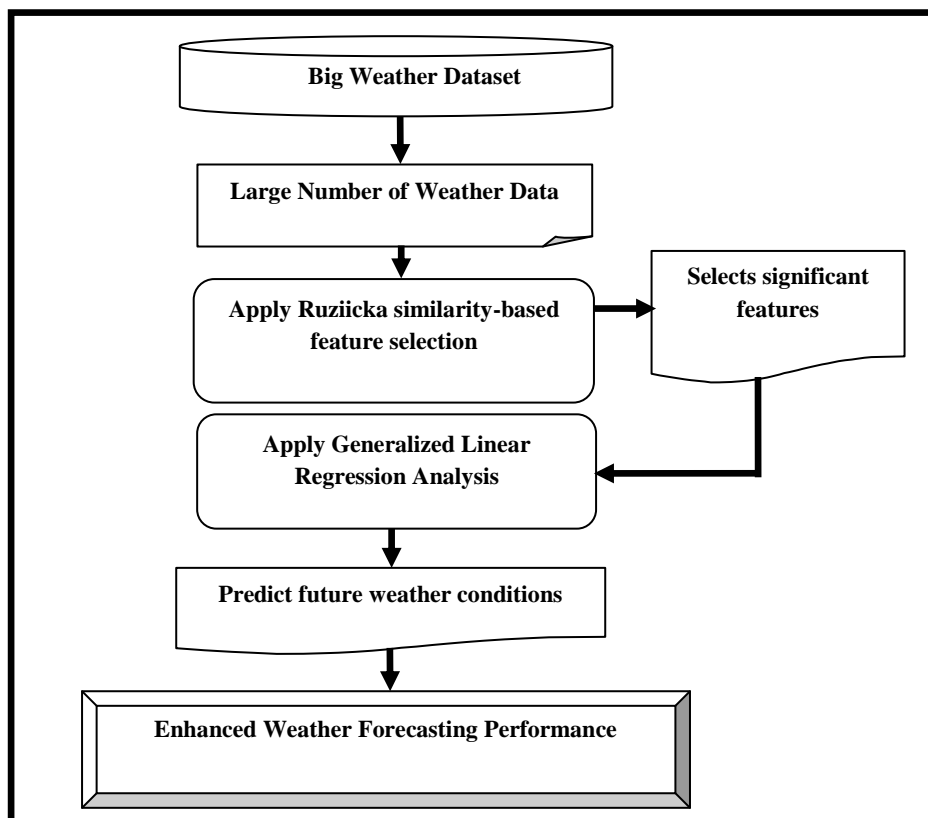 Big Weather Dataset
Large Number of Weather Data
Apply Ruziicka similarity-based
feature selection
Selects significant
features
Apply Generalized Linear
Regression Analysis
Predict future weather conditions
Enhanced Weather Forecasting Performance